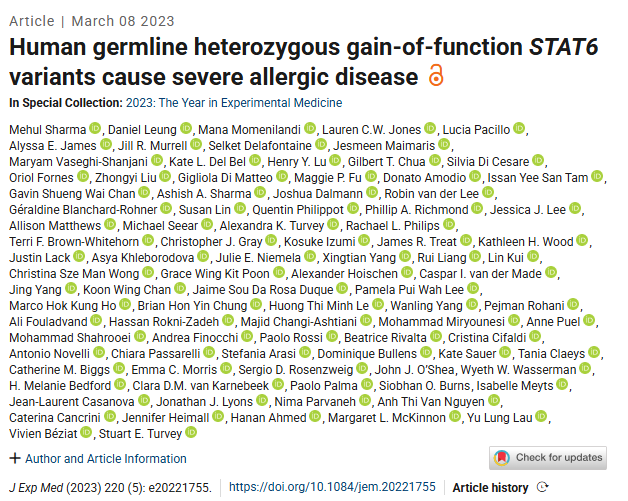 Article | March 08 2023
Human germline heterozygous gain-of-function STAT6
variants cause severe allergic disease
In Special Collection: 2023: The Year in Experimental Medicine
Mehul Sharma, Daniel Leung, Mana Momenilandi, Lauren C.W. Jones, Lucia Pacillo,
Alyssa E. James, Jill R. Murrell, Selket Delafontaine, Jesmeen Maimaris,
Maryam Vaseghi-Shanjani, Kate L. Del Bel, Henry Y. Lu, Gilbert T. Chua, Silvia Di Cesare,
Oriol Fornes, Zhongyi Liu, Gigliola Di Matteo, Maggie P. Fu, Donato Amodio, Issan Yee San Tam,
Gavin Shueng Wai Chan, Ashish A. Sharma, Joshua Dalmann, Robin van der Lee,
Géraldine Blanchard-Rohner, Susan Lin, Quentin Philippot, Phillip A. Richmond, Jessica J. Lee,
Allison Matthews, Michael Seear, Alexandra K. Turvey, Rachael L. Philips,
Terri F. Brown-Whitehorn, Christopher J. Gray, Kosuke Izumi, James R. Treat, Kathleen H. Wood,
Justin Lack, Asya Khleborodova, Julie E. Niemela, Xingtian Yang, Rui Liang, Lin Kui,
Christina Sze Man Wong, Grace Wing Kit Poon, Alexander Hoischen, Caspar I. van der Made,
Jing Yang, Koon Wing Chan, Jaime Sou Da Rosa Duque, Pamela Pui Wah Lee,
Marco Hok Kung Ho, Brian Hon Yin Chung, Huong Thi Minh Le, Wanling Yang, Pejman Rohani,
Ali Fouladvand, Hassan Rokni-Zadeh, Majid Changi-Ashtiani, Mohammad Miryounesi, Anne Puel,
Mohammad Shahrooei, Andrea Finocchi, Paolo Rossi, Beatrice Rivalta, Cristina Cifaldi,
Antonio Novelli, Chiara Passarelli, Stefania Arasi, Dominique Bullens, Kate Sauer, Tania Claeys,
Catherine M. Biggs, Emma C. Morris, Sergio D. Rosenzweig, John J. O'Shea, Wyeth W. Wasserman,
H. Melanie Bedford, Clara D.M. van Karnebeek, Paolo Palma, Siobhan O. Burns, Isabelle Meyts,
Jean-Laurent Casanova, Jonathan J. Lyons, Nima Parvaneh, Anh Thi Van Nguyen,
Caterina Cancrini, Jennifer Heimall, Hanan Ahmed, Margaret L. McKinnon, Yu Lung Lau,
Vivien Béziat, Stuart E. Turvey
+ Author and Article Information
Check for updates
J Exp Med (2023) 220 (5): e20221755. https://doi.org/10.1084/jem.20221755 Article history